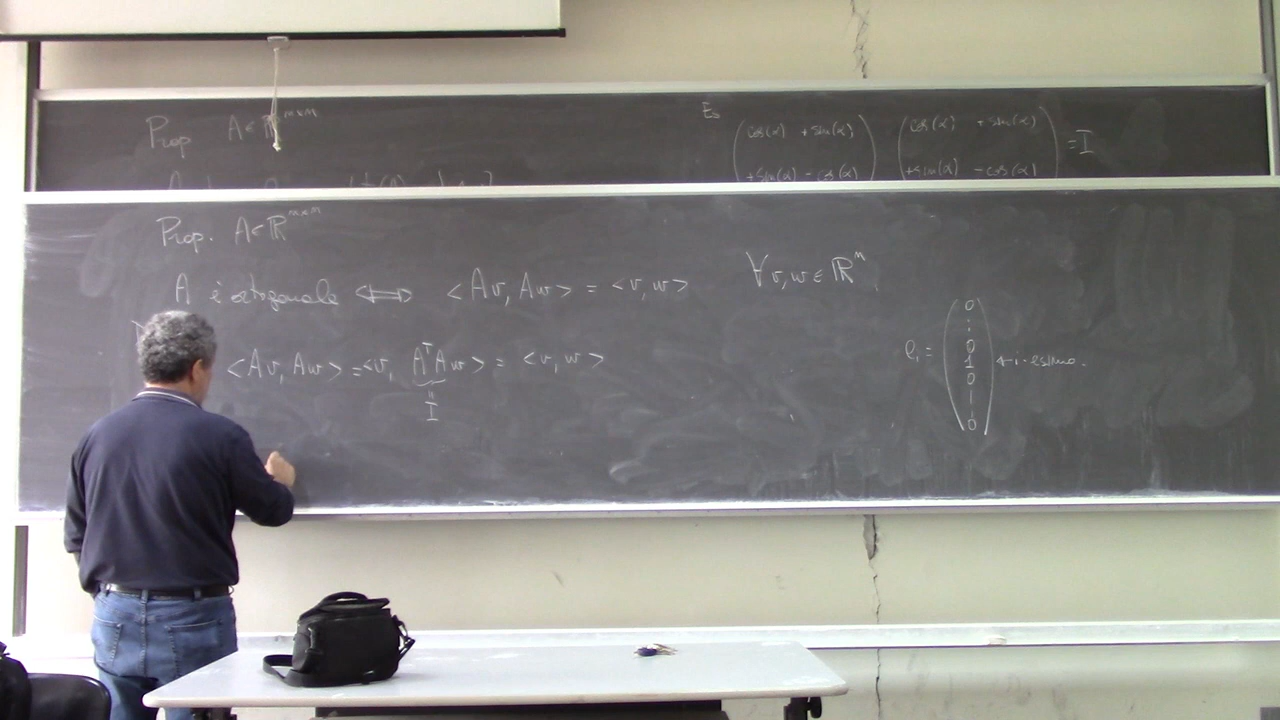 Prop A∈ℝ^{n×n}
Es
(cos(α) +sin(α)) (cos(α) +sin(α)) = I
(+sin(α) -cos(α)) (+sin(α) -cos(α))
Prop. A∈ℝ^{n×n}
A è ortogonale ⟺ <Av, Aw> = <v, w> ∀v,w∈ℝ^n
<Av, Aw> = <v, A^T A w> = <v, w>
=
I
e_i = (0 ⋮ 0 1 0 ⋮ 0) ← i-esimo.